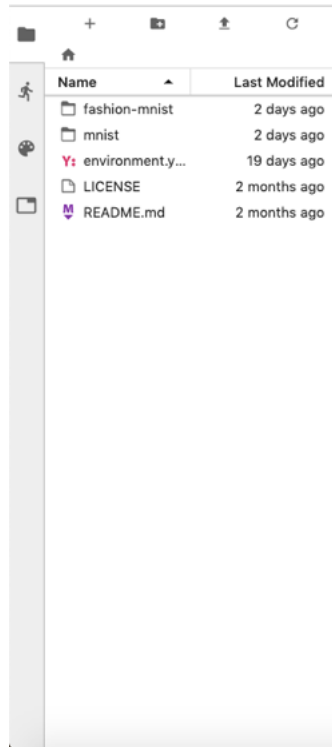 Name Last Modified
fashion-mnist 2 days ago
mnist 2 days ago
Y: environment.y... 19 days ago
LICENSE 2 months ago
M README.md 2 months ago